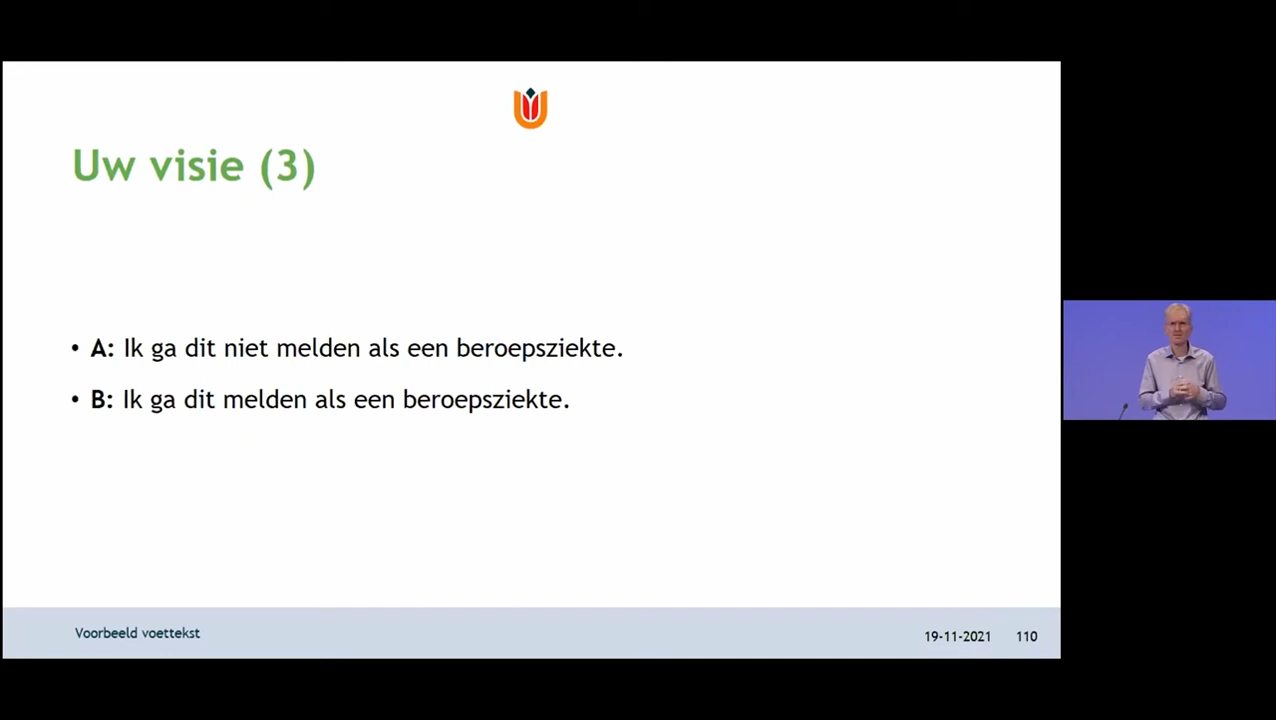 Uw visie (3)
• A: Ik ga dit niet melden als een beroepsziekte.
• B: Ik ga dit melden als een beroepsziekte.
Voorbeeld voettekst
19-11-2021 110